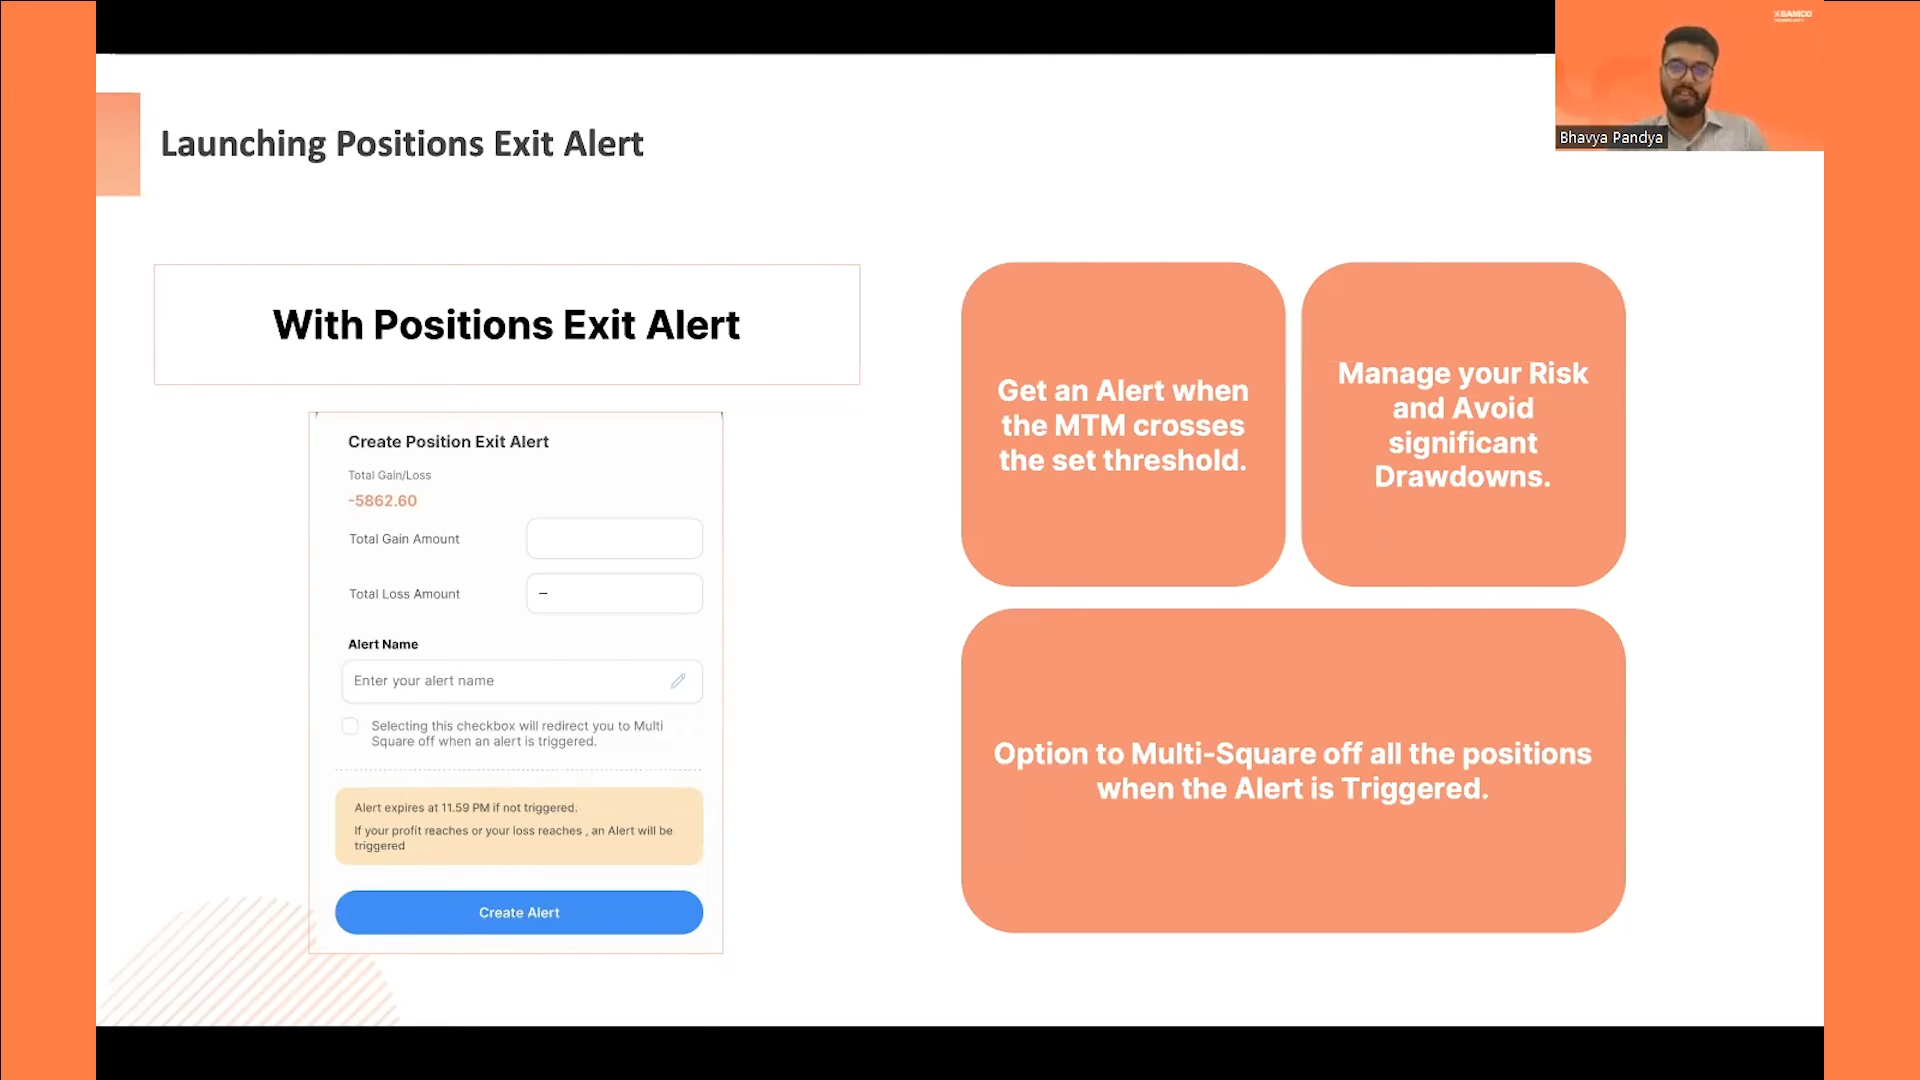 SAMCO
Bhavya Pandya
Launching Positions Exit Alert
With Positions Exit Alert
Create Position Exit Alert
Total Gain/Loss
-5862.60
Total Gain Amount
Total Loss Amount
–
Alert Name
Enter your alert name
Selecting this checkbox will redirect you to Multi
Square off when an alert is triggered.
Alert expires at 11.59 PM if not triggered.
If your profit reaches or your loss reaches , an Alert will be
triggered
Create Alert
Get an Alert when
the MTM crosses
the set threshold.
Manage your Risk
and Avoid
significant
Drawdowns.
Option to Multi-Square off all the positions
when the Alert is Triggered.